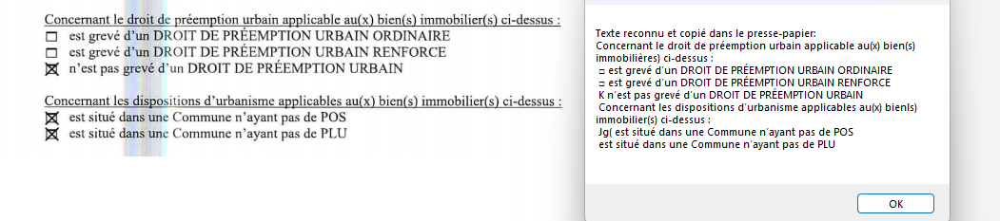 Concernant le droit de préemption urbain applicable au(x) bien(s) immobilier(s) ci-dessus :
☐ est grevé d'un DROIT DE PRÉEMPTION URBAIN ORDINAIRE
☐ est grevé d'un DROIT DE PRÉEMPTION URBAIN RENFORCE
☒ n'est pas grevé d'un DROIT DE PRÉEMPTION URBAIN
Concernant les dispositions d'urbanisme applicables au(x) bien(s) immobilier(s) ci-dessus :
☒ est situé dans une Commune n'ayant pas de POS
☒ est situé dans une Commune n'ayant pas de PLU
Texte reconnu et copié dans le presse-papier:
Concernant le droit de préemption urbain applicable au(x) bien(s)
immobilières) ci-dessus :
□ est grevé d'un DROIT DE PRÉEMPTION URBAIN ORDINAIRE
□ est grevé d'un DROIT DE PRÉEMPTION URBAIN RENFORCE
K n'est pas grevé d'un DROIT DE PRÉEMPTION URBAIN
Concernant les dispositions d'urbanisme applicables au(x) bienIs)
immobilier(s) ci-dessus :
Jg( est situé dans une Commune n'ayant pas de POS
est situé dans une Commune n'ayant pas de PLU
OK